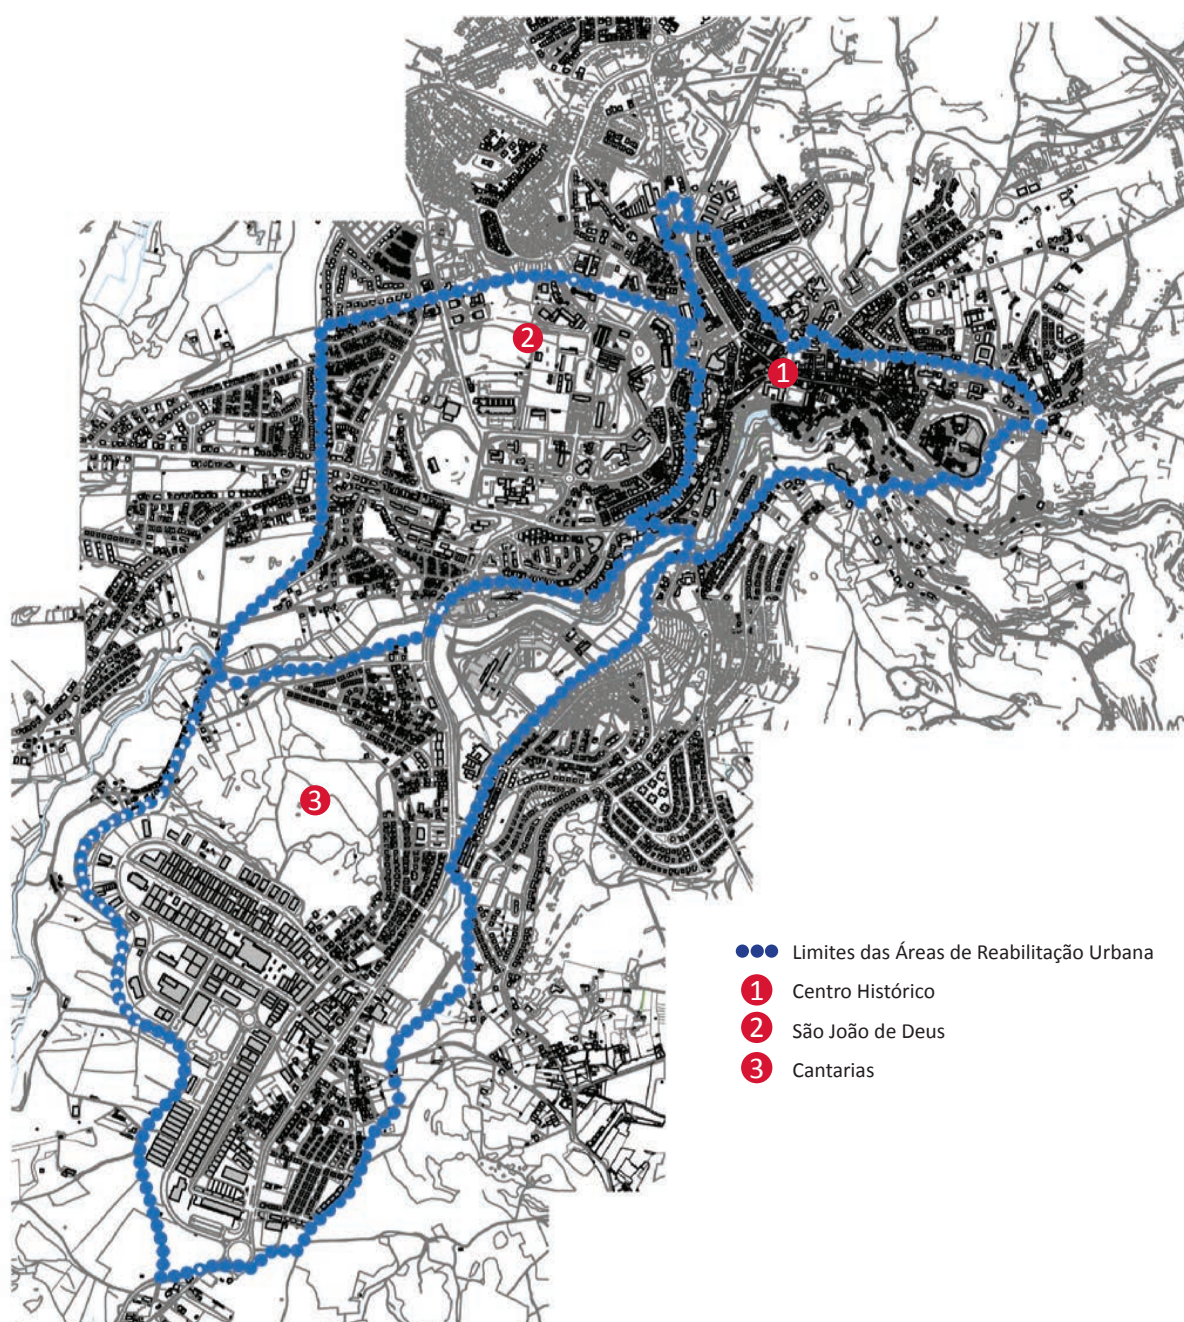 2
1
3
Limites das Áreas de Reabilitação Urbana
1 Centro Histórico
2 São João de Deus
3 Cantarias